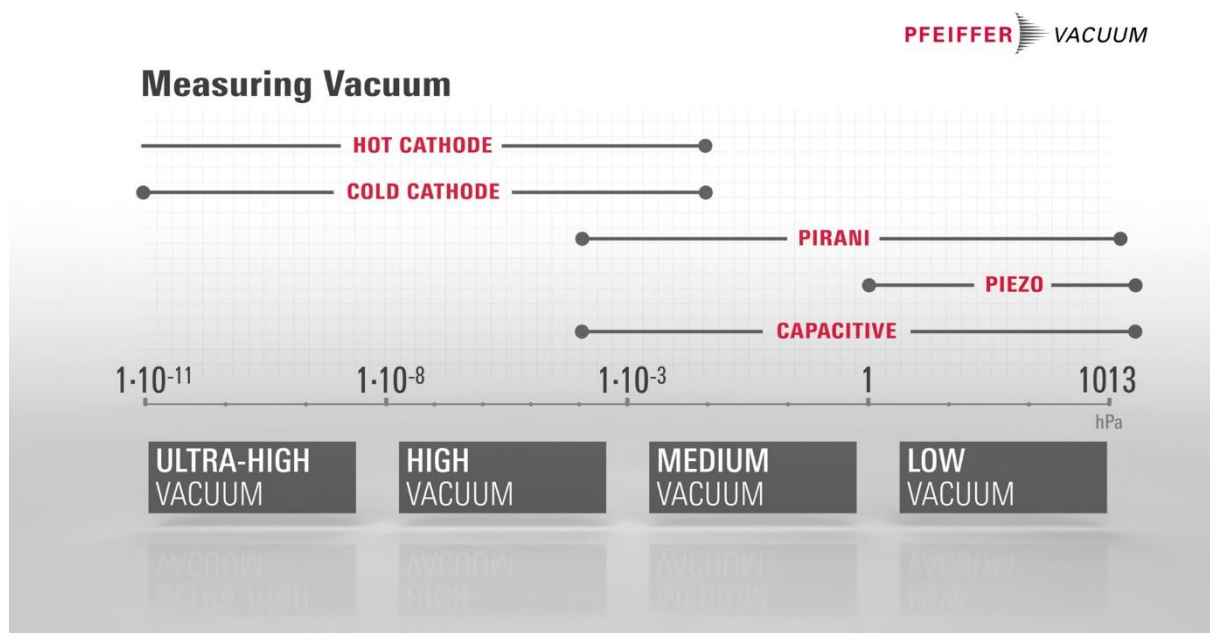 PFEIFFER VACUUM
Measuring Vacuum
HOT CATHODE
COLD CATHODE
PIRANI
PIEZO
CAPACITIVE
1·10⁻¹¹ 1·10⁻⁸ 1·10⁻³ 1 1013
hPa
ULTRA-HIGH HIGH MEDIUM LOW
VACUUM VACUUM VACUUM VACUUM